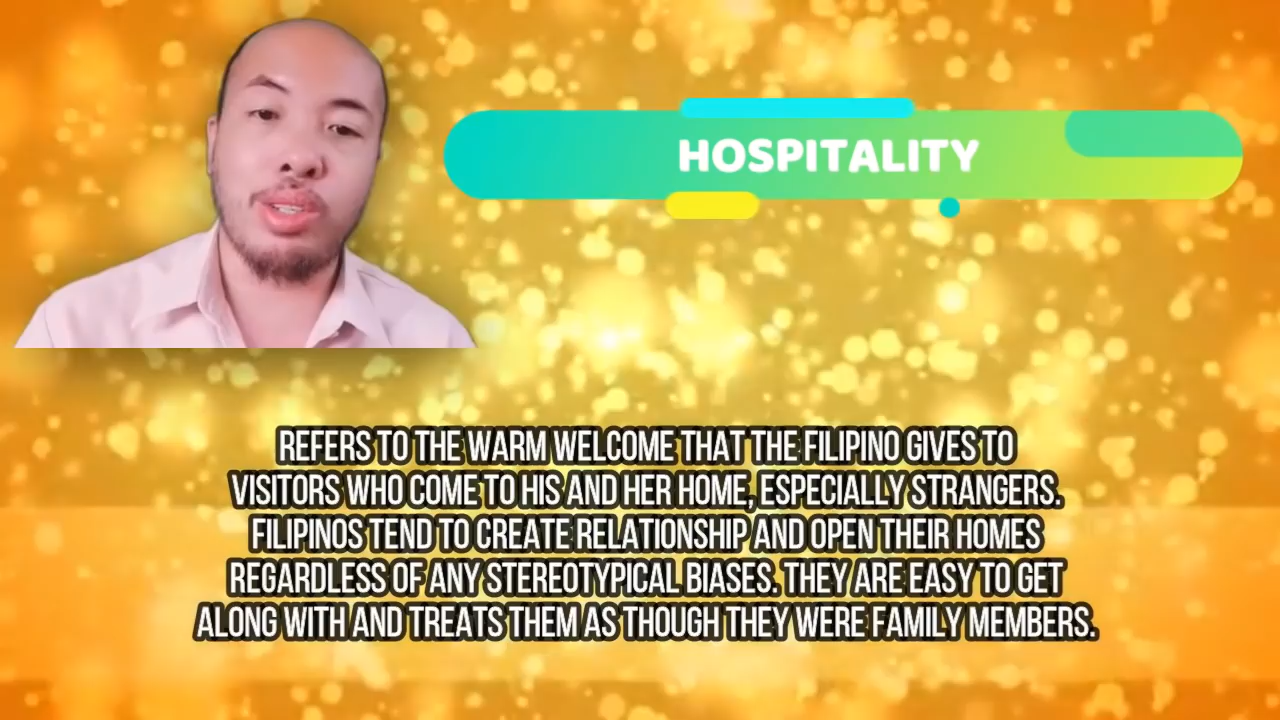 HOSPITALITY
REFERS TO THE WARM WELCOME THAT THE FILIPINO GIVES TO
VISITORS WHO COME TO HIS AND HER HOME, ESPECIALLY STRANGERS.
FILIPINOS TEND TO CREATE RELATIONSHIP AND OPEN THEIR HOMES
REGARDLESS OF ANY STEREOTYPICAL BIASES. THEY ARE EASY TO GET
ALONG WITH AND TREATS THEM AS THOUGH THEY WERE FAMILY MEMBERS.